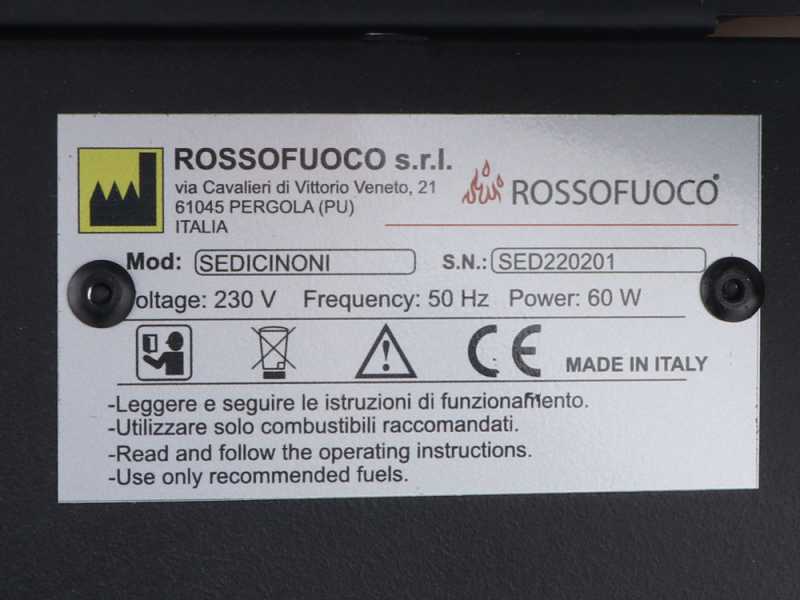 ROSSOFUOCO s.r.l.
via Cavalieri di Vittorio Veneto, 21
61045 PERGOLA (PU)
ITALIA
ROSSOFUOCO
Mod: SEDICINONI S.N.: SED220201
oltage: 230 V Frequency: 50 Hz Power: 60 W
CE MADE IN ITALY
-Leggere e seguire le istruzioni di funzionamento.
-Utilizzare solo combustibili raccomandati.
-Read and follow the operating instructions.
-Use only recommended fuels.